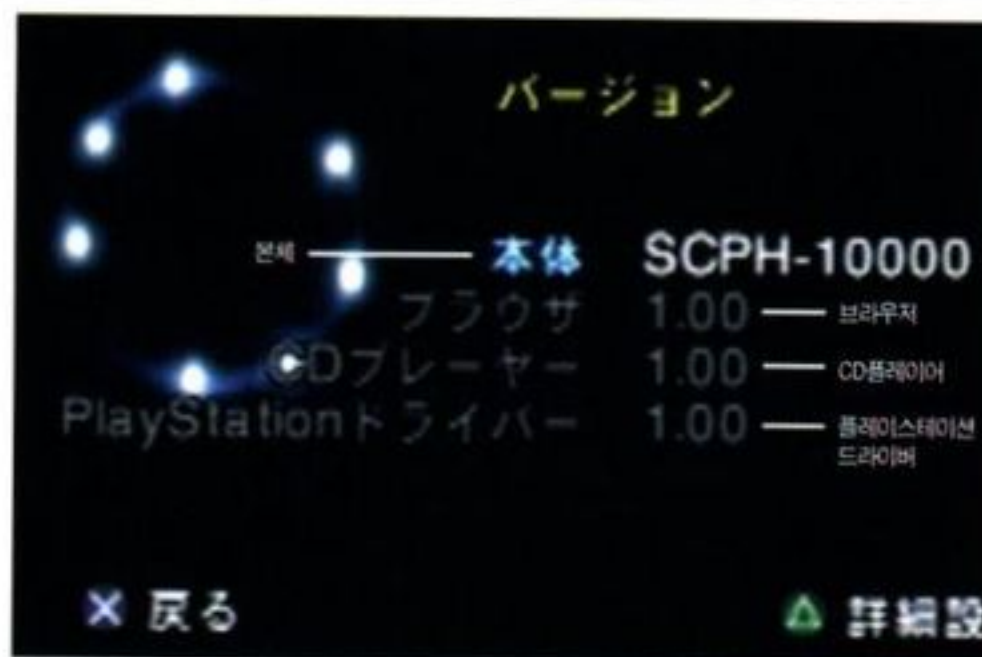 バージョン
본체 本体 SCPH-10000
ブラウザ 1.00 브라우저
CDプレーヤー 1.00 CD플레이어
PlayStationドライバー 1.00 플레이스테이션
드라이버
× 戻る △ 詳細設